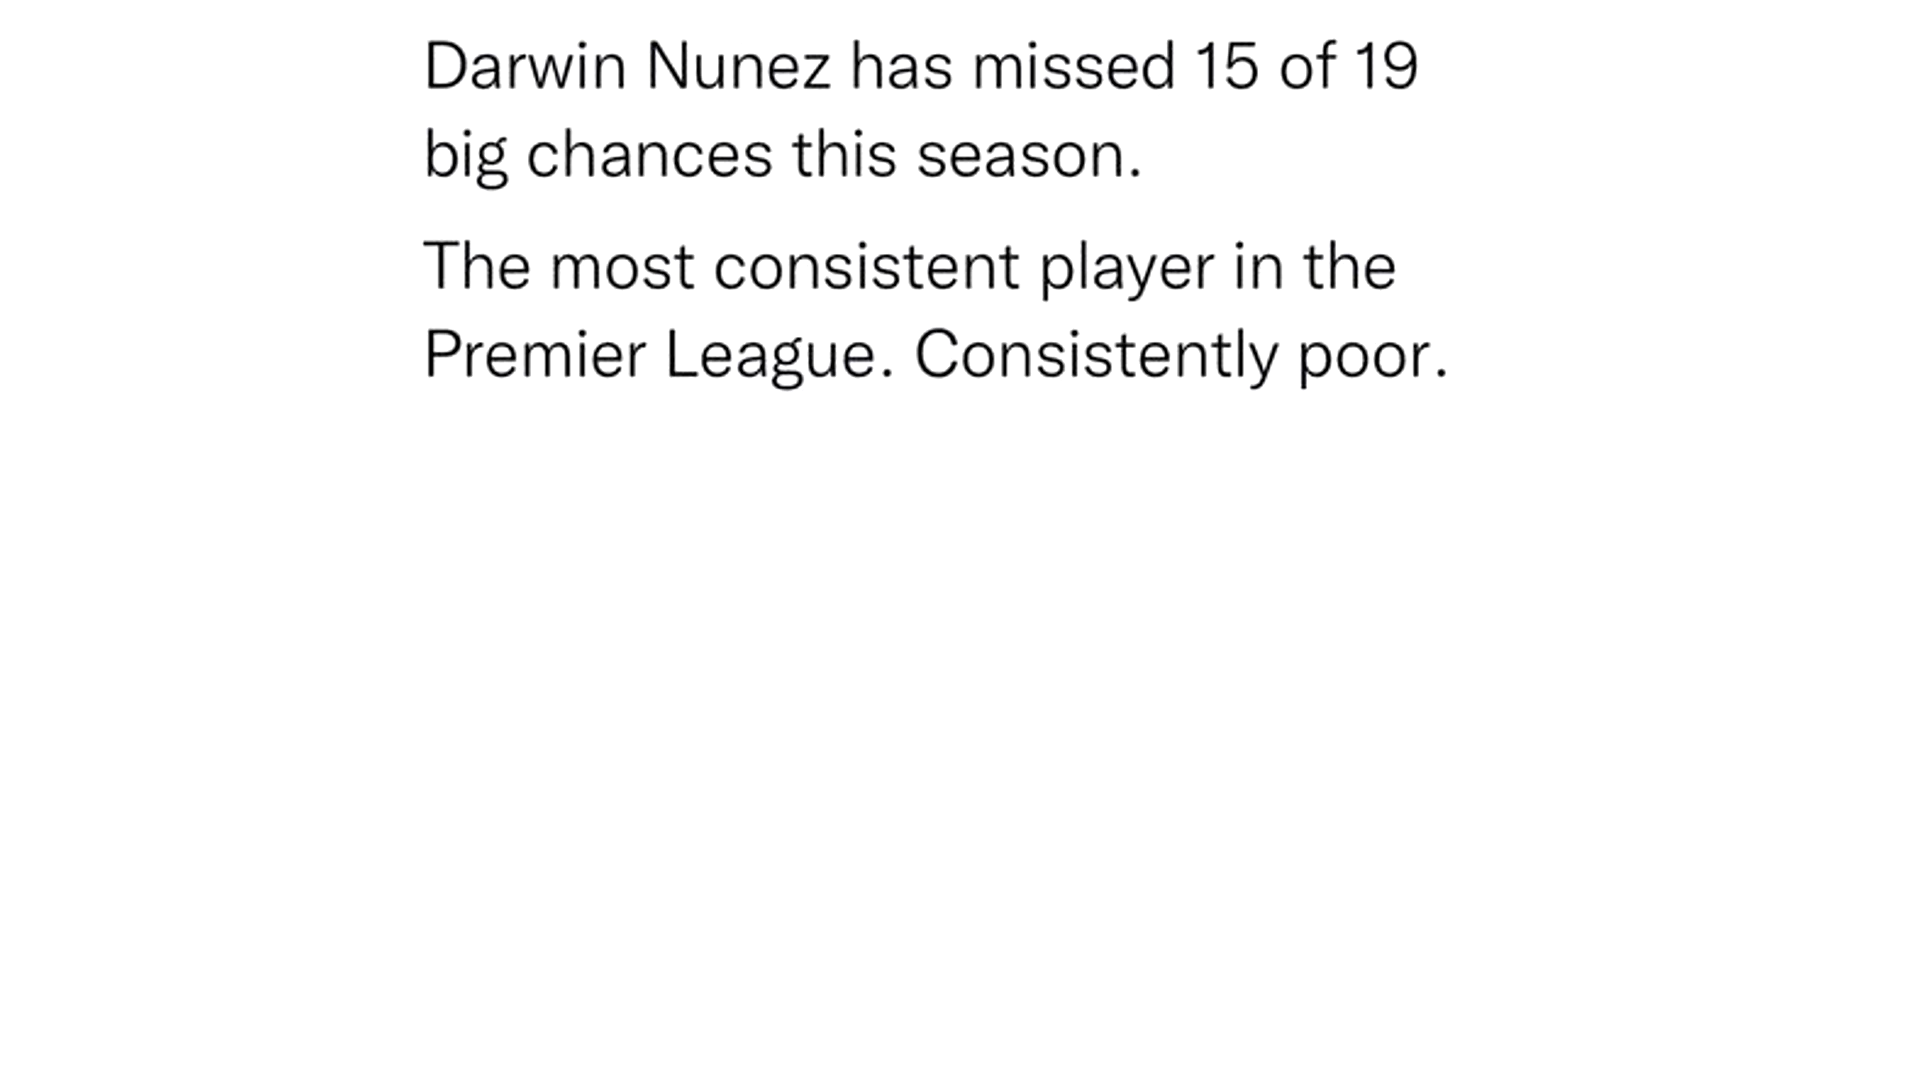 Darwin Nunez has missed 15 of 19
big chances this season.
The most consistent player in the
Premier League. Consistently poor.